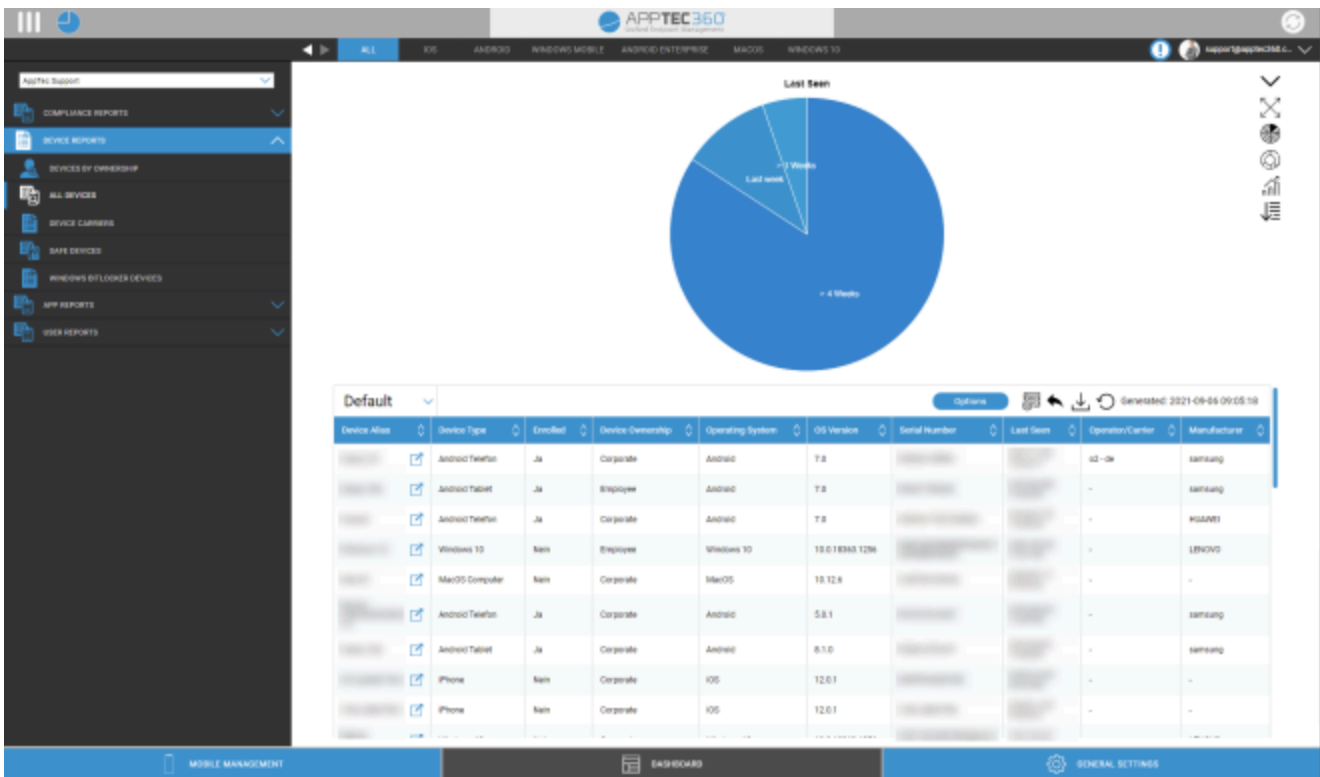 APPTEC360
Unified Endpoint Management
ALL IOS ANDROID WINDOWS MOBILE ANDROID ENTERPRISE MACOS WINDOWS 10
support@apptec360.c...
AppTec Support
COMPLIANCE REPORTS
DEVICE REPORTS
DEVICES BY OWNERSHIP
ALL DEVICES
DEVICE CARRIERS
SAFE DEVICES
WINDOWS BITLOCKER DEVICES
APP REPORTS
USER REPORTS
Last Seen
Weeks
Last week
4 Weeks
Default Options Generated: 2021-09-06 09:05:18
Device Alias Device Type Enrolled Device Ownership Operating System OS Version Serial Number Last Seen Operator/Carrier Manufacturer
Android Telefon Ja Corporate Android 7.0 o2 - de samsung
Android Tablet Ja Employee Android 7.0 - samsung
Android Telefon Ja Corporate Android 7.0 - HUAWEI
Windows 10 Nein Employee Windows 10 10.0.18363.1256 - LENOVO
MacOS Computer Nein Corporate MacOS 10.12.6 - -
Android Telefon Ja Corporate Android 5.0.1 - samsung
Android Tablet Ja Corporate Android 8.1.0 - samsung
iPhone Nein Corporate iOS 12.0.1 - -
iPhone Nein Corporate iOS 12.0.1 - -
MOBILE MANAGEMENT DASHBOARD GENERAL SETTINGS